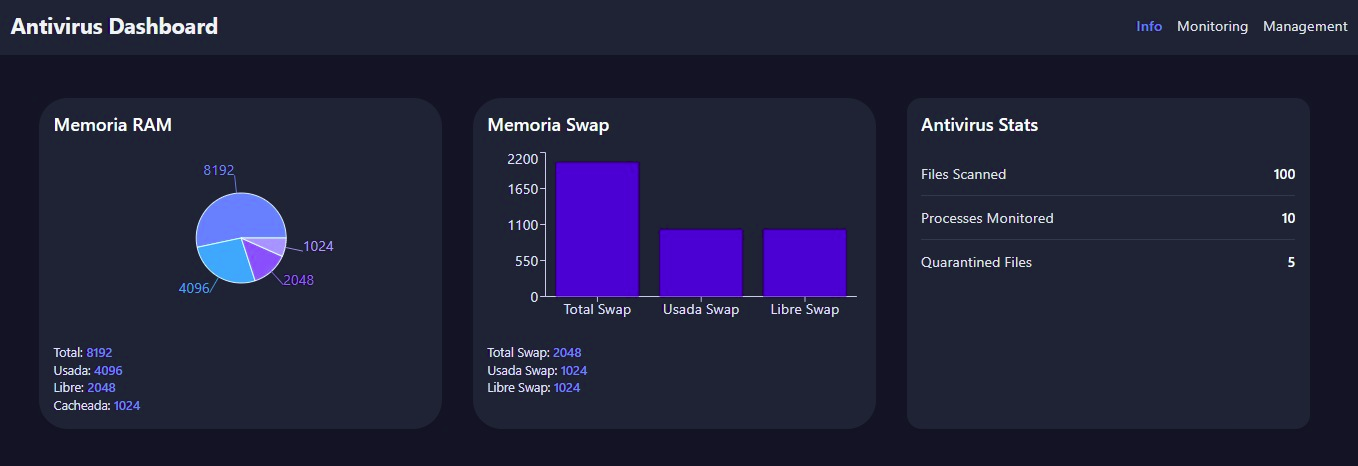 Antivirus Dashboard
Info Monitoring Management
Memoria RAM
8192
1024
2048
4096
Total: 8192
Usada: 4096
Libre: 2048
Cacheada: 1024
Memoria Swap
2200
1650
1100
550
0
Total Swap Usada Swap Libre Swap
Total Swap: 2048
Usada Swap: 1024
Libre Swap: 1024
Antivirus Stats
Files Scanned 100
Processes Monitored 10
Quarantined Files 5